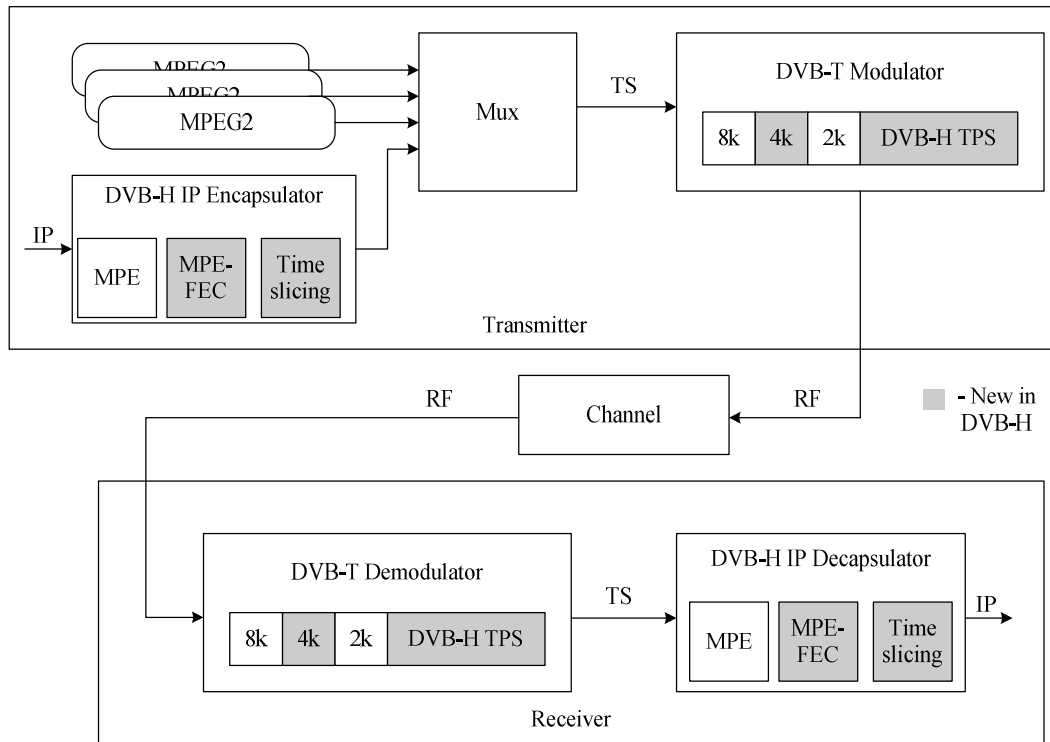 MPEG2
MPEG2
MPEG2
Mux
TS
DVB-T Modulator
8k
4k
2k
DVB-H TPS
DVB-H IP Encapsulator
IP
MPE
MPE-
FEC
Time
slicing
Transmitter
RF
Channel
RF
- New in
DVB-H
DVB-T Demodulator
8k
4k
2k
DVB-H TPS
TS
DVB-H IP Decapsulator
MPE
MPE-
FEC
Time
slicing
IP
Receiver